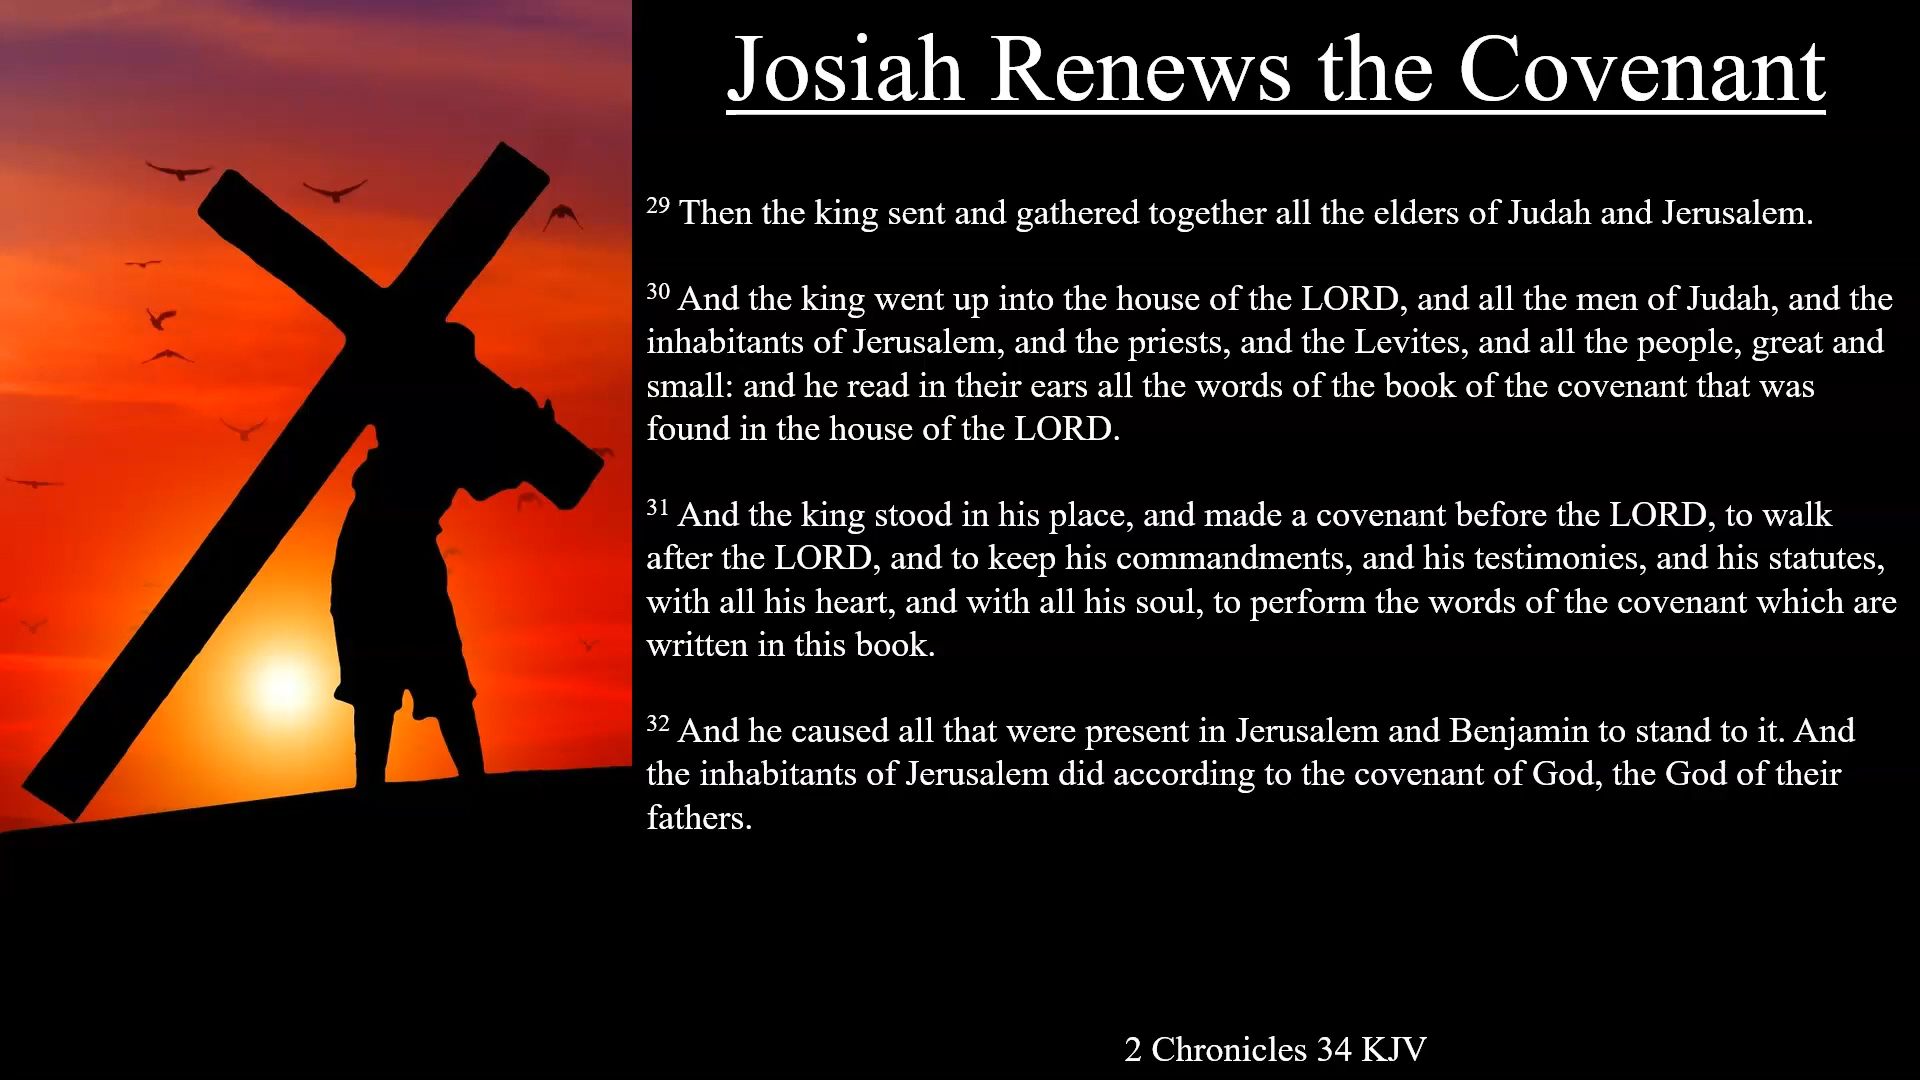 Josiah Renews the Covenant
29 Then the king sent and gathered together all the elders of Judah and Jerusalem.
30 And the king went up into the house of the LORD, and all the men of Judah, and the
inhabitants of Jerusalem, and the priests, and the Levites, and all the people, great and
small: and he read in their ears all the words of the book of the covenant that was
found in the house of the LORD.
31 And the king stood in his place, and made a covenant before the LORD, to walk
after the LORD, and to keep his commandments, and his testimonies, and his statutes,
with all his heart, and with all his soul, to perform the words of the covenant which are
written in this book.
32 And he caused all that were present in Jerusalem and Benjamin to stand to it. And
the inhabitants of Jerusalem did according to the covenant of God, the God of their
fathers.
2 Chronicles 34 KJV